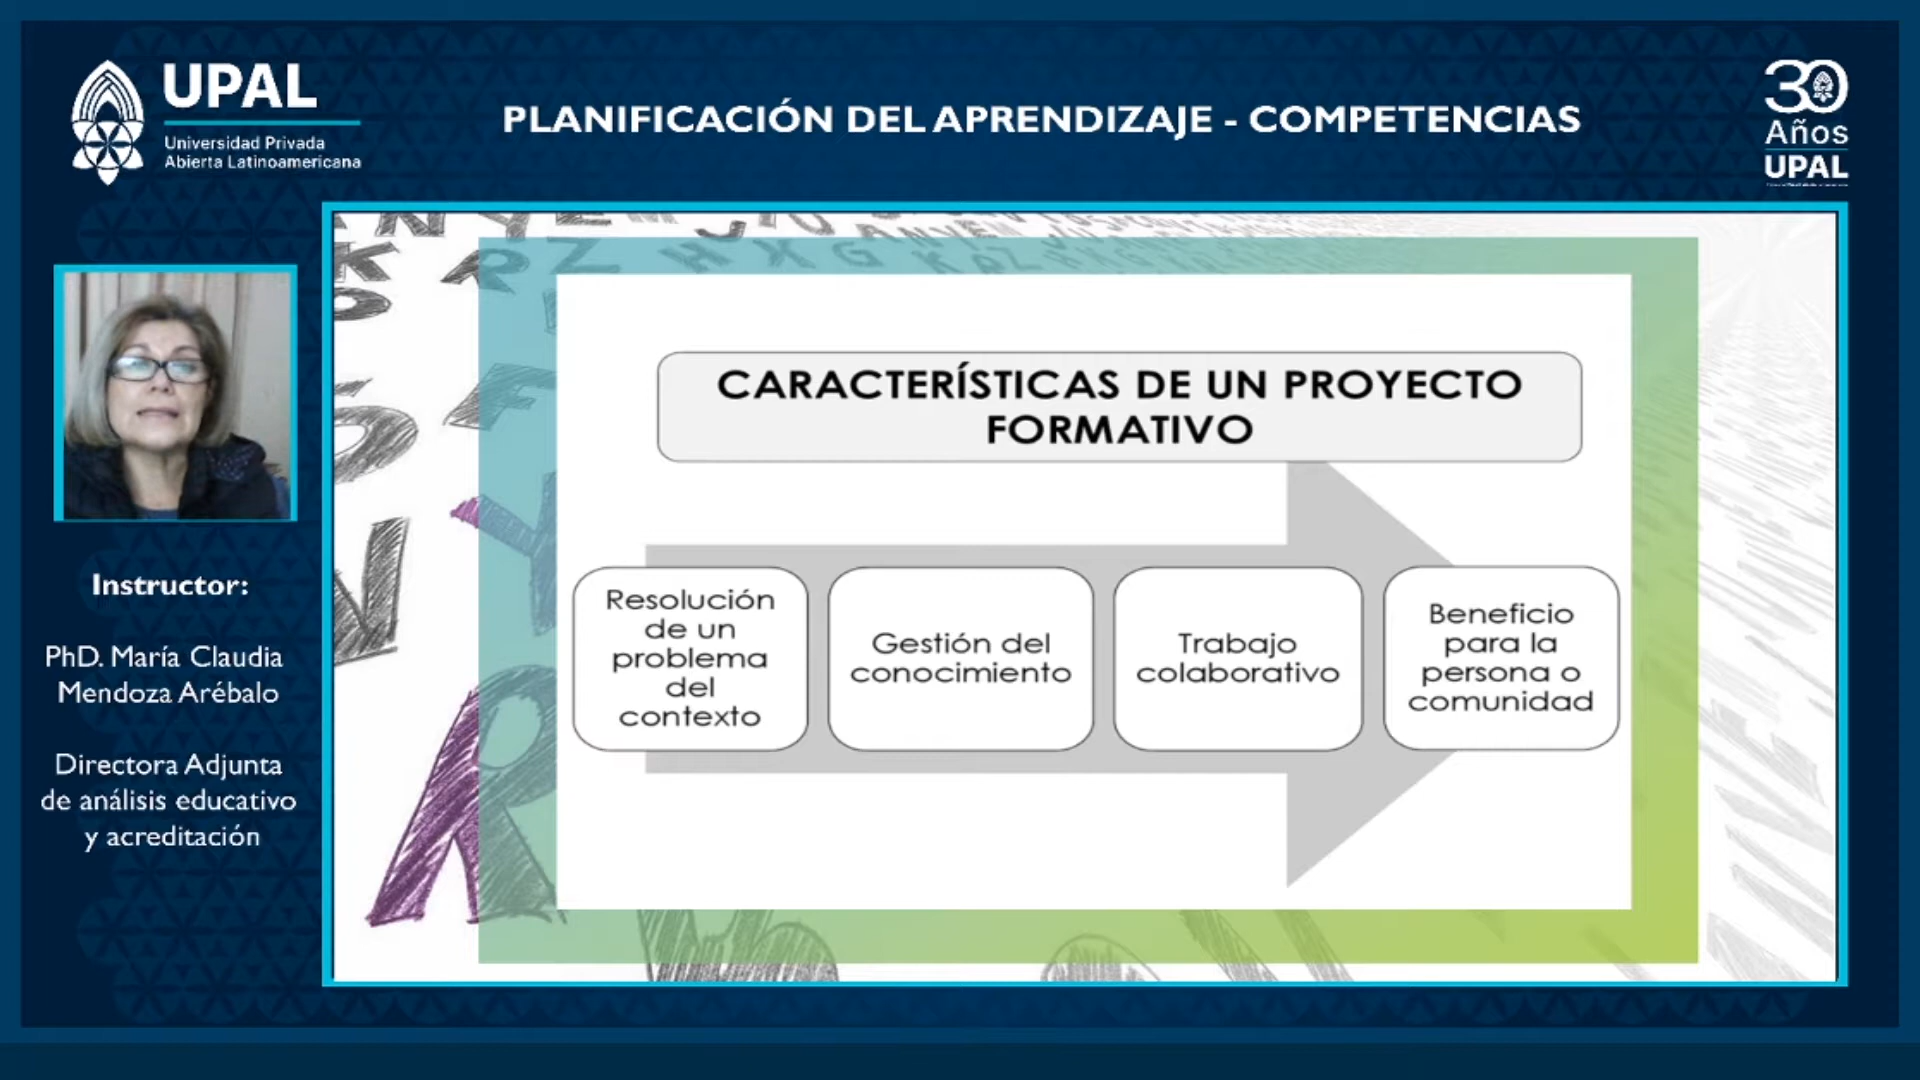 UPAL
Universidad Privada
Abierta Latinoamericana
PLANIFICACIÓN DEL APRENDIZAJE - COMPETENCIAS
30
Años
UPAL
CARACTERÍSTICAS DE UN PROYECTO
FORMATIVO
Resolución
de un
problema
del
contexto
Gestión del
conocimiento
Trabajo
colaborativo
Beneficio
para la
persona o
comunidad
Instructor:
PhD. María Claudia
Mendoza Arébalo
Directora Adjunta
de análisis educativo
y acreditación